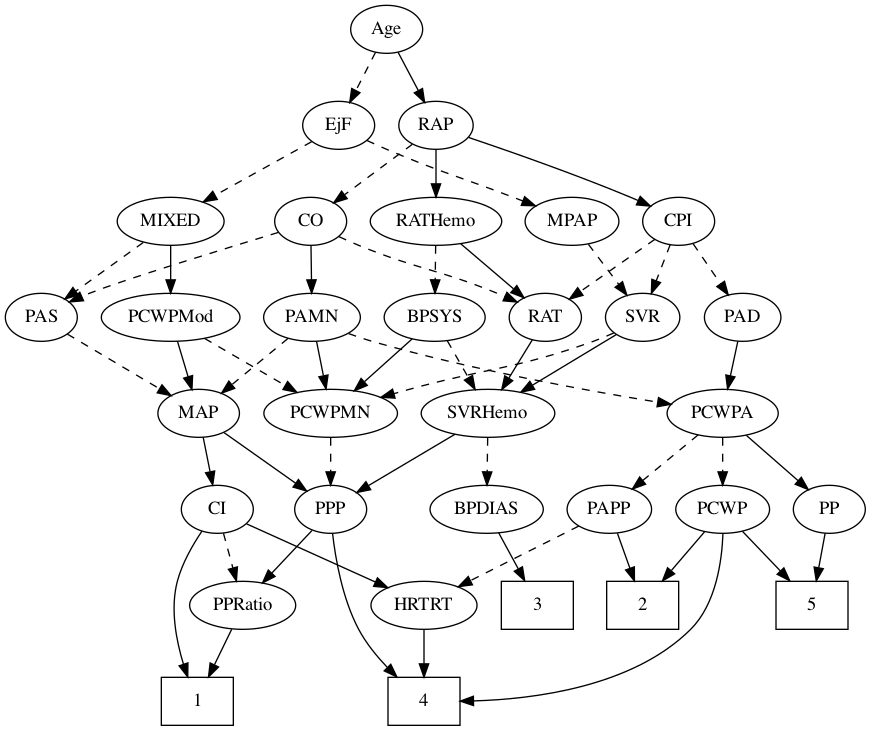 Age
EjF
RAP
MIXED
CO
RATHemo
MPAP
CPI
PAS
PCWPMod
PAMN
BPSYS
RAT
SVR
PAD
MAP
PCWPMN
SVRHemo
PCWPA
CI
PPP
BPDIAS
PAPP
PCWP
PP
PPRatio
HRTRT
3
2
5
1
4